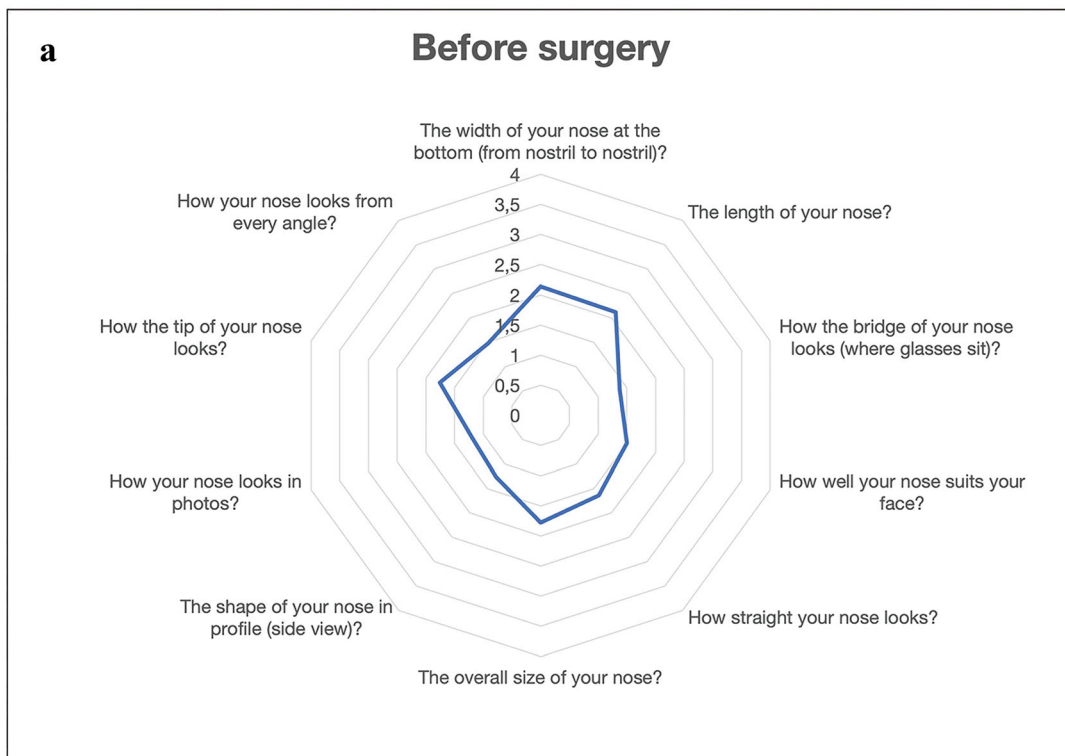 a
Before surgery
The width of your nose at the
bottom (from nostril to nostril)?
How your nose looks from
every angle?
The length of your nose?
How the tip of your nose
looks?
How the bridge of your nose
looks (where glasses sit)?
How your nose looks in
photos?
How well your nose suits your
face?
The shape of your nose in
profile (side view)?
How straight your nose looks?
The overall size of your nose?
4
3,5
3
2,5
2
1,5
1
0,5
0